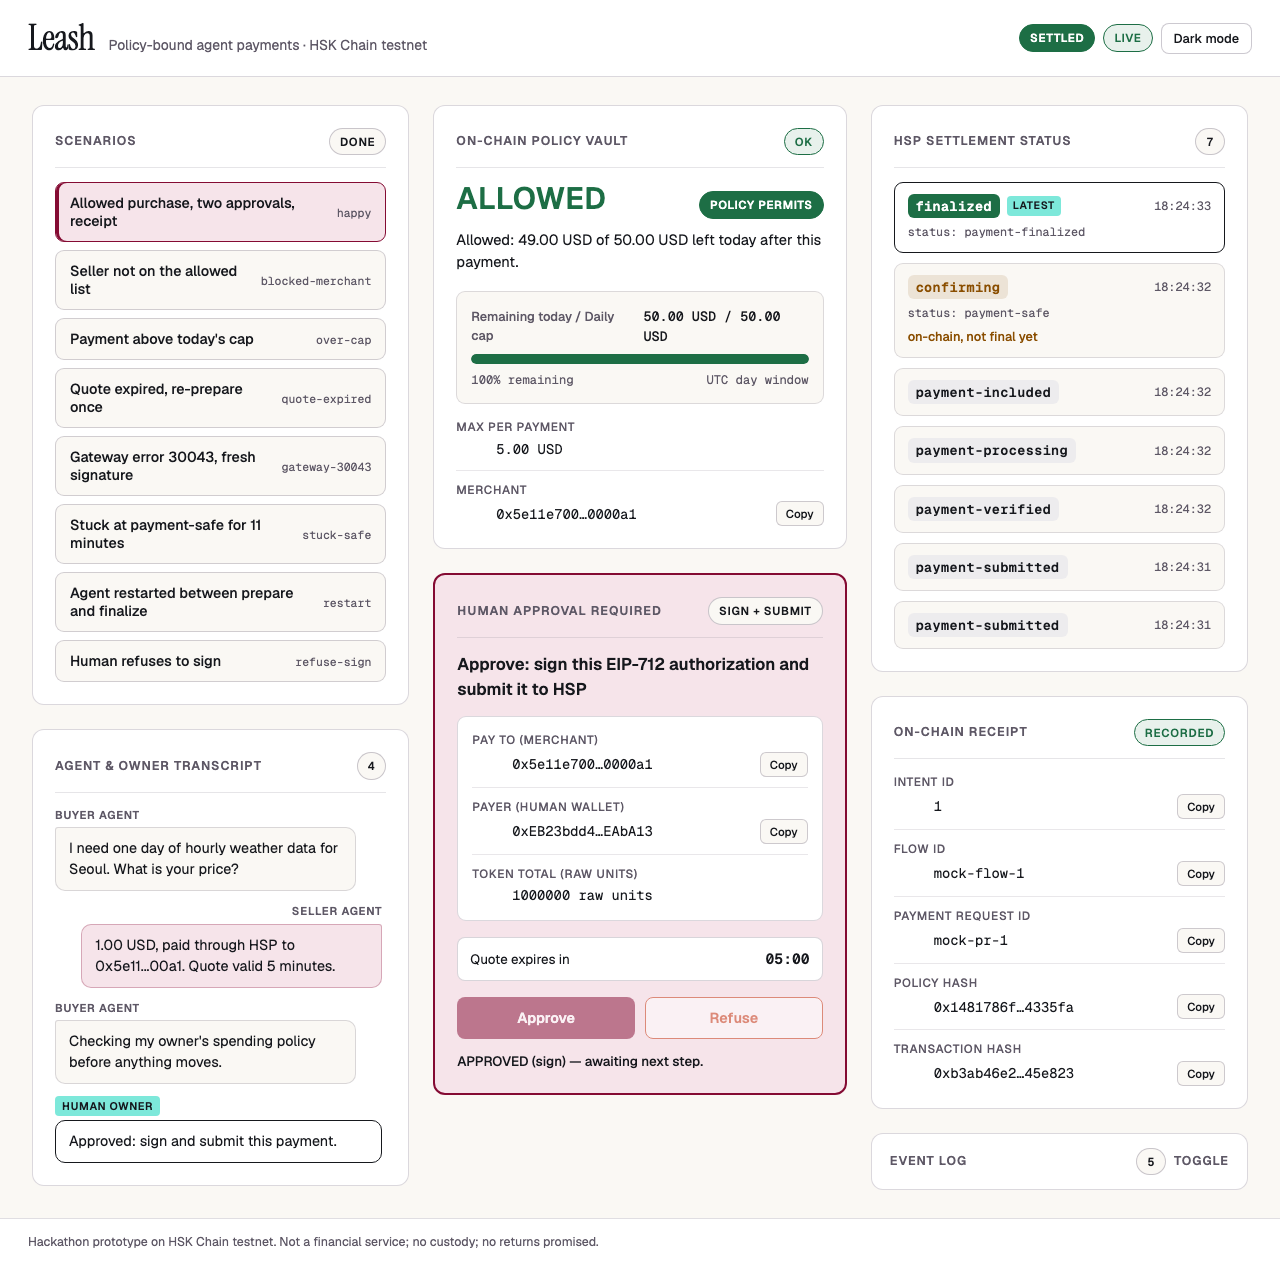 Leash
Policy-bound agent payments · HSK Chain testnet
SETTLED
LIVE
Dark mode
SCENARIOS
DONE
Allowed purchase, two approvals,
receipt
happy
Seller not on the allowed
list
blocked-merchant
Payment above today's cap
over-cap
Quote expired, re-prepare
once
quote-expired
Gateway error 30043, fresh
signature
gateway-30043
Stuck at payment-safe for 11
minutes
stuck-safe
Agent restarted between prepare
and finalize
restart
Human refuses to sign
refuse-sign
AGENT & OWNER TRANSCRIPT
4
BUYER AGENT
I need one day of hourly weather data for
Seoul. What is your price?
SELLER AGENT
1.00 USD, paid through HSP to
0x5e11…00a1. Quote valid 5 minutes.
BUYER AGENT
Checking my owner's spending policy
before anything moves.
HUMAN OWNER
Approved: sign and submit this payment.
ON-CHAIN POLICY VAULT
OK
ALLOWED
POLICY PERMITS
Allowed: 49.00 USD of 50.00 USD left today after this
payment.
Remaining today / Daily
cap
50.00 USD / 50.00
USD
100% remaining
UTC day window
MAX PER PAYMENT
5.00 USD
MERCHANT
0x5e11e700…0000a1
Copy
HUMAN APPROVAL REQUIRED
SIGN + SUBMIT
Approve: sign this EIP-712 authorization and
submit it to HSP
PAY TO (MERCHANT)
0x5e11e700…0000a1
Copy
PAYER (HUMAN WALLET)
0xEB23bdd4…EAbA13
Copy
TOKEN TOTAL (RAW UNITS)
1000000 raw units
Quote expires in
05:00
Approve
Refuse
APPROVED (sign) — awaiting next step.
HSP SETTLEMENT STATUS
7
finalized
LATEST
18:24:33
status: payment-finalized
confirming
18:24:32
status: payment-safe
on-chain, not final yet
payment-included
18:24:32
payment-processing
18:24:32
payment-verified
18:24:32
payment-submitted
18:24:31
payment-submitted
18:24:31
ON-CHAIN RECEIPT
RECORDED
INTENT ID
1
Copy
FLOW ID
mock-flow-1
Copy
PAYMENT REQUEST ID
mock-pr-1
Copy
POLICY HASH
0x1481786f…4335fa
Copy
TRANSACTION HASH
0xb3ab46e2…45e823
Copy
EVENT LOG
5
TOGGLE
Hackathon prototype on HSK Chain testnet. Not a financial service; no custody; no returns promised.